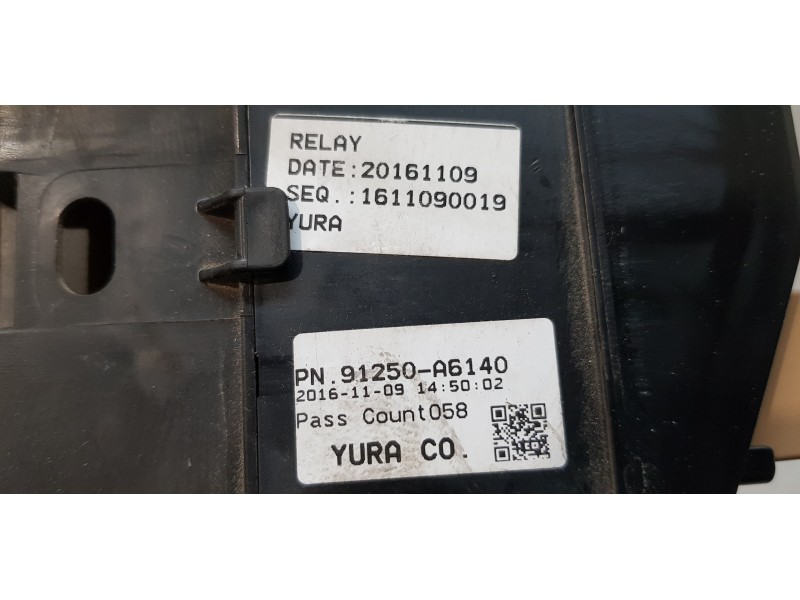 RELAY
DATE:20161109
SEQ.:1611090019
YURA
PN.91250-A6140
2016-11-09 14:50:02
Pass Count058
YURA CO.